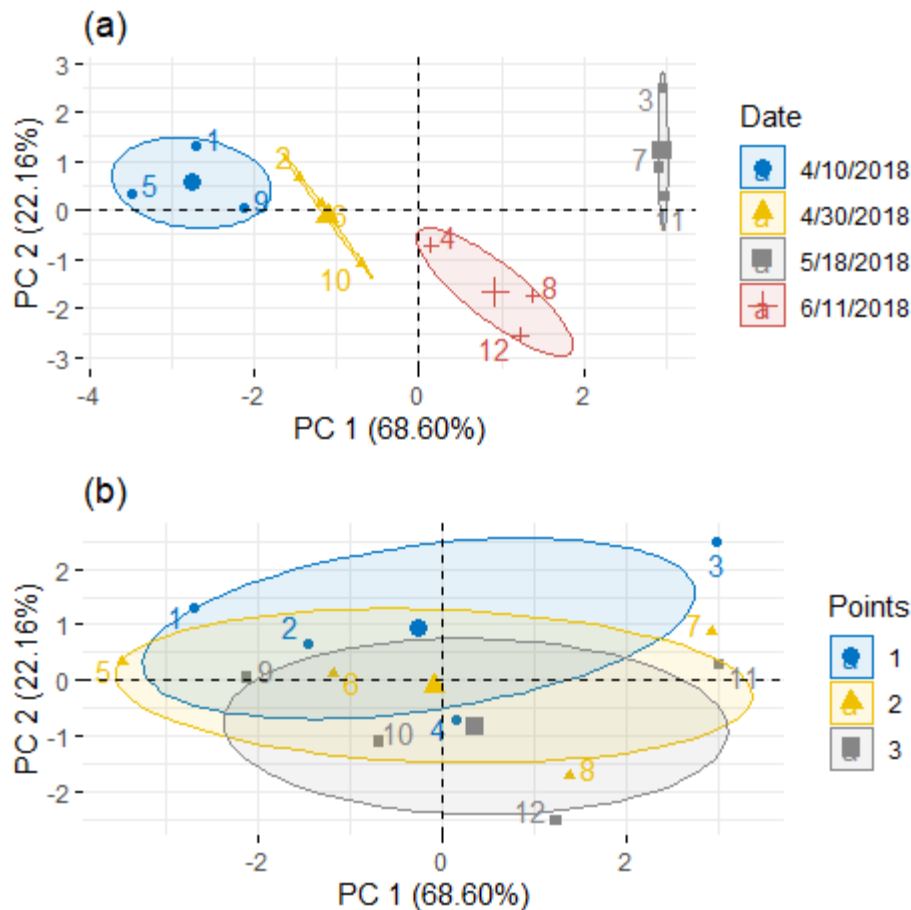 (a)
PC 2 (22.16%)
3
2
1
0
-1
-2
-3
1
5
9
2
6
10
4
8
12
3
7
11
-4
-2
0
2
PC 1 (68.60%)
Date
a 4/10/2018
a 4/30/2018
a 5/18/2018
a 6/11/2018
(b)
PC 2 (22.16%)
2
1
0
-1
-2
1
2
3
4
5
6
7
8
9
10
11
12
-2
0
2
PC 1 (68.60%)
Points
a 1
a 2
a 3